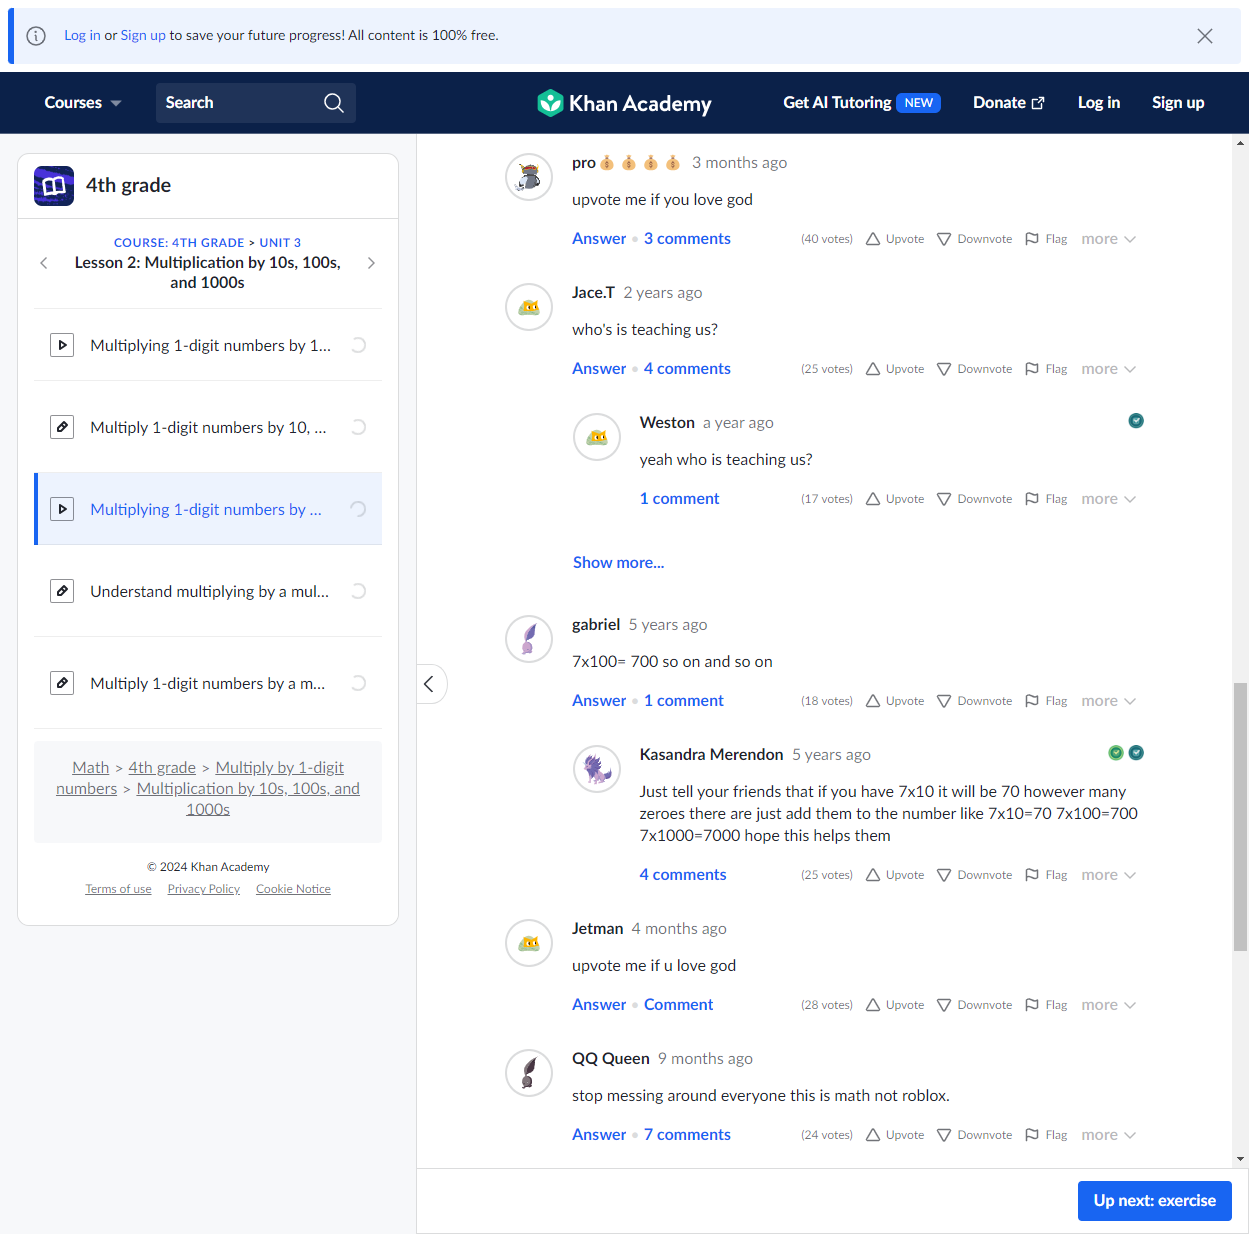 Log in or Sign up to save your future progress! All content is 100% free.
Courses
Search
Khan Academy
Get AI Tutoring NEW
Donate
Log in
Sign up
4th grade
COURSE: 4TH GRADE > UNIT 3
Lesson 2: Multiplication by 10s, 100s,
and 1000s
Multiplying 1-digit numbers by 1...
Multiply 1-digit numbers by 10, ...
Multiplying 1-digit numbers by ...
Understand multiplying by a mul...
Multiply 1-digit numbers by a m...
Math > 4th grade > Multiply by 1-digit
numbers > Multiplication by 10s, 100s, and
1000s
© 2024 Khan Academy
Terms of use Privacy Policy Cookie Notice
pro💰💰💰💰 3 months ago
upvote me if you love god
Answer • 3 comments (40 votes) Upvote Downvote Flag more
Jace.T 2 years ago
who's is teaching us?
Answer • 4 comments (25 votes) Upvote Downvote Flag more
Weston a year ago
yeah who is teaching us?
1 comment (17 votes) Upvote Downvote Flag more
Show more...
gabriel 5 years ago
7x100= 700 so on and so on
Answer • 1 comment (18 votes) Upvote Downvote Flag more
Kasandra Merendon 5 years ago
Just tell your friends that if you have 7x10 it will be 70 however many
zeroes there are just add them to the number like 7x10=70 7x100=700
7x1000=7000 hope this helps them
4 comments (25 votes) Upvote Downvote Flag more
Jetman 4 months ago
upvote me if u love god
Answer • Comment (28 votes) Upvote Downvote Flag more
QQ Queen 9 months ago
stop messing around everyone this is math not roblox.
Answer • 7 comments (24 votes) Upvote Downvote Flag more
Up next: exercise